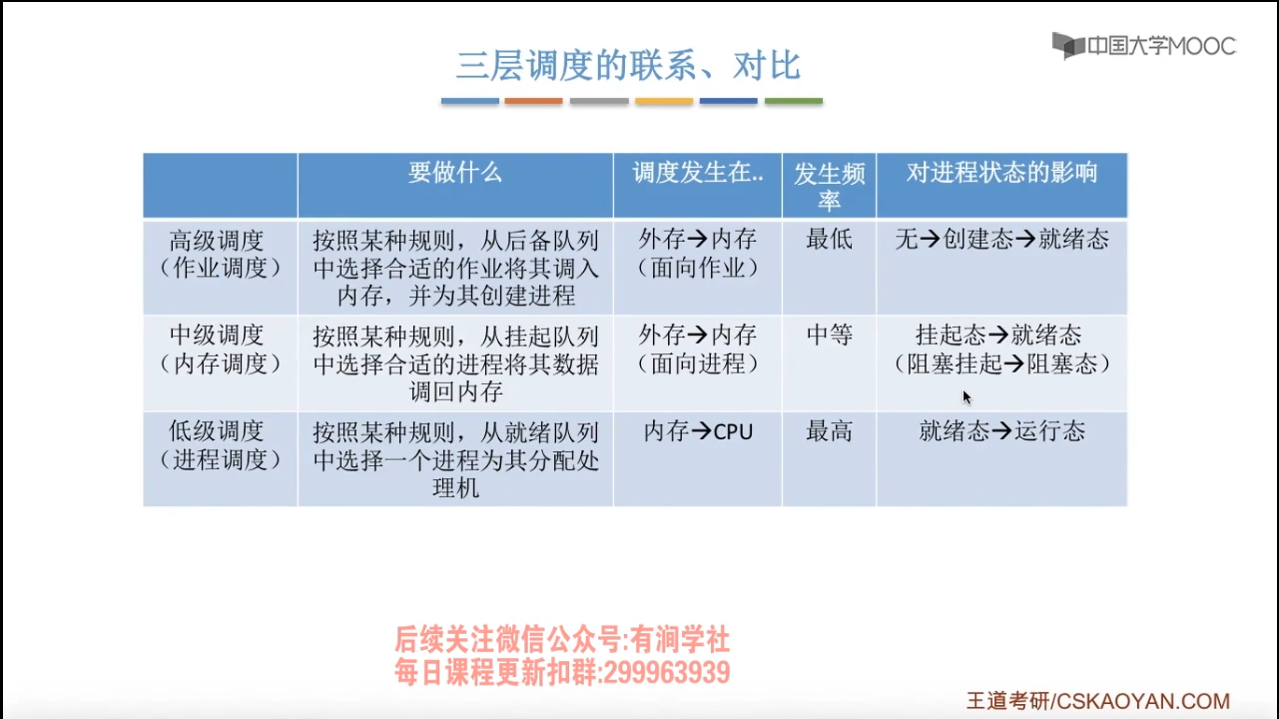 中国大学MOOC
三层调度的联系、对比
要做什么
调度发生在..
发生频
率
对进程状态的影响
高级调度
（作业调度）
按照某种规则，从后备队列
中选择合适的作业将其调入
内存，并为其创建进程
外存→内存
（面向作业）
最低
无→创建态→就绪态
中级调度
（内存调度）
按照某种规则，从挂起队列
中选择合适的进程将其数据
调回内存
外存→内存
（面向进程）
中等
挂起态→就绪态
（阻塞挂起→阻塞态）
低级调度
（进程调度）
按照某种规则，从就绪队列
中选择一个进程为其分配处
理机
内存→CPU
最高
就绪态→运行态
后续关注微信公众号:有涧学社
每日课程更新扣群:299963939
王道考研/CSKAOYAN.COM